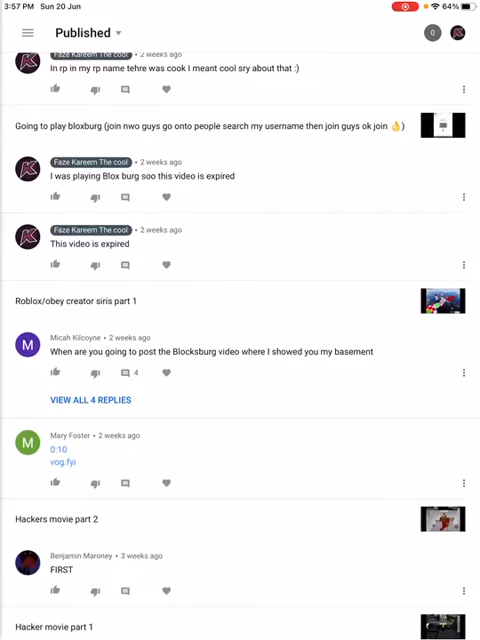 3:57 PM Sun 20 Jun 64%
Published 0
Faze Kareem The cool • 2 weeks ago
In rp in my rp name tehre was cook I meant cool sry about that :)
Going to play bloxburg (join nwo guys go onto people search my username then join guys ok join 👌)
Faze Kareem The cool • 2 weeks ago
I was playing Blox burg soo this video is expired
Faze Kareem The cool • 2 weeks ago
This video is expired
Roblox/obey creator siris part 1
Micah Kilcoyne • 2 weeks ago
When are you going to post the Blocksburg video where I showed you my basement
4
VIEW ALL 4 REPLIES
M
Mary Foster • 2 weeks ago
M
0:10
vog.fyi
Hackers movie part 2
Benjamin Maroney • 3 weeks ago
FIRST
Hacker movie part 1